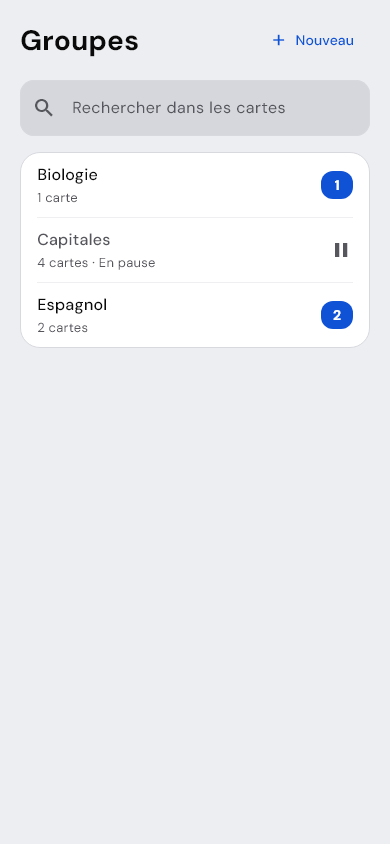 Groupes
Nouveau
Rechercher dans les cartes
Biologie
1 carte
1
Capitales
4 cartes · En pause
Espagnol
2 cartes
2